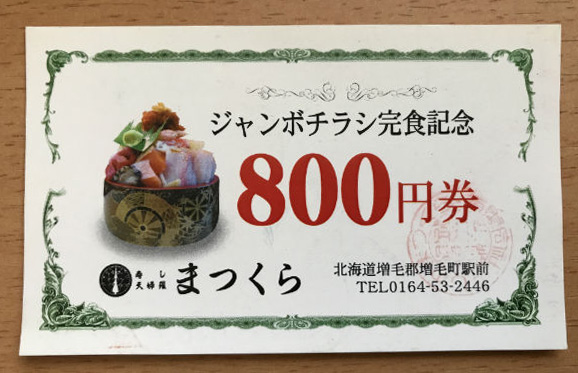 ジャンボチラシ完食記念
800円券
寿し
天婦羅
まつくら
北海道増毛郡増毛町駅前
TEL0164-53-2446